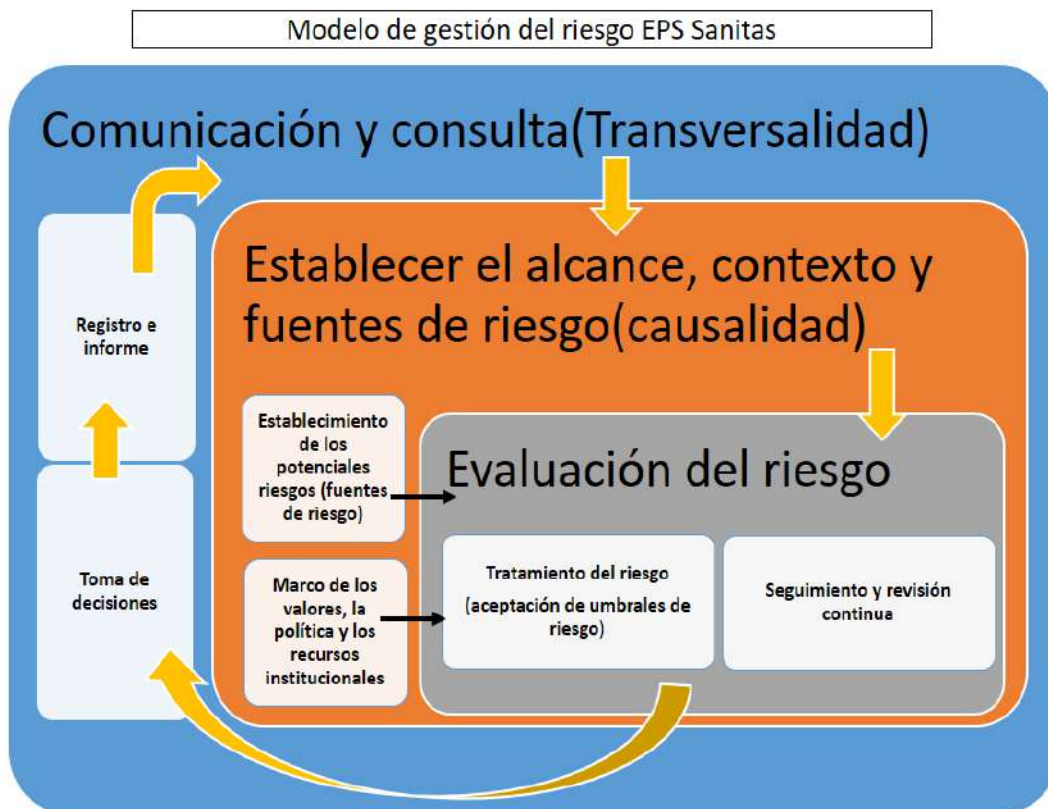 Modelo de gestión del riesgo EPS Sanitas
Comunicación y consulta(Transversalidad)
Establecer el alcance, contexto y
fuentes de riesgo(causalidad)
Registro e
informe
Establecimiento
de los
potenciales
riesgos (fuentes
de riesgo)
Evaluación del riesgo
Toma de
decisiones
Marco de los
valores, la
política y los
recursos
institucionales
Tratamiento del riesgo
(aceptación de umbrales de
riesgo)
Seguimiento y revisión
continua